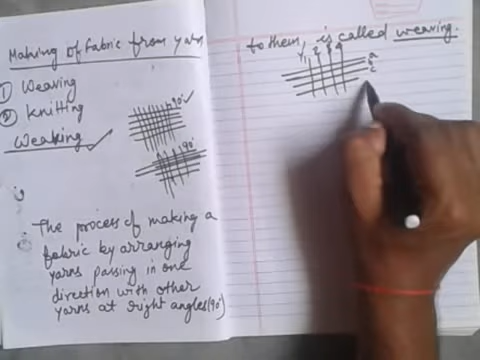 Making of Fabric from yarns
① Weaving
② Knitting
Weaking
90°
90°
i)
The process of making a
fabric by arranging
yarns passing in one
direction with other
yarns at right angles (90°)
to them, is called weaving.
1 2 3 4
a
b
c